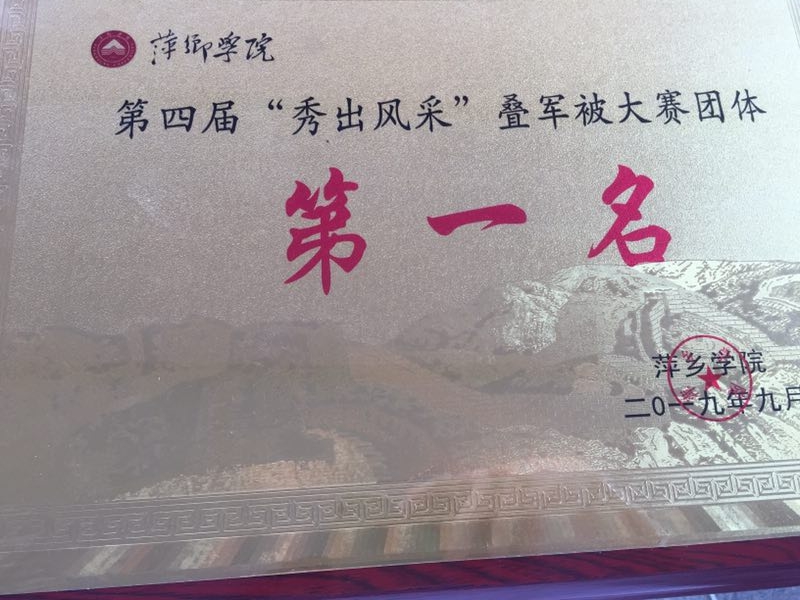 萍乡学院
第四届“秀出风采”叠军被大赛团体
第一名
萍乡学院
二〇一九年九月